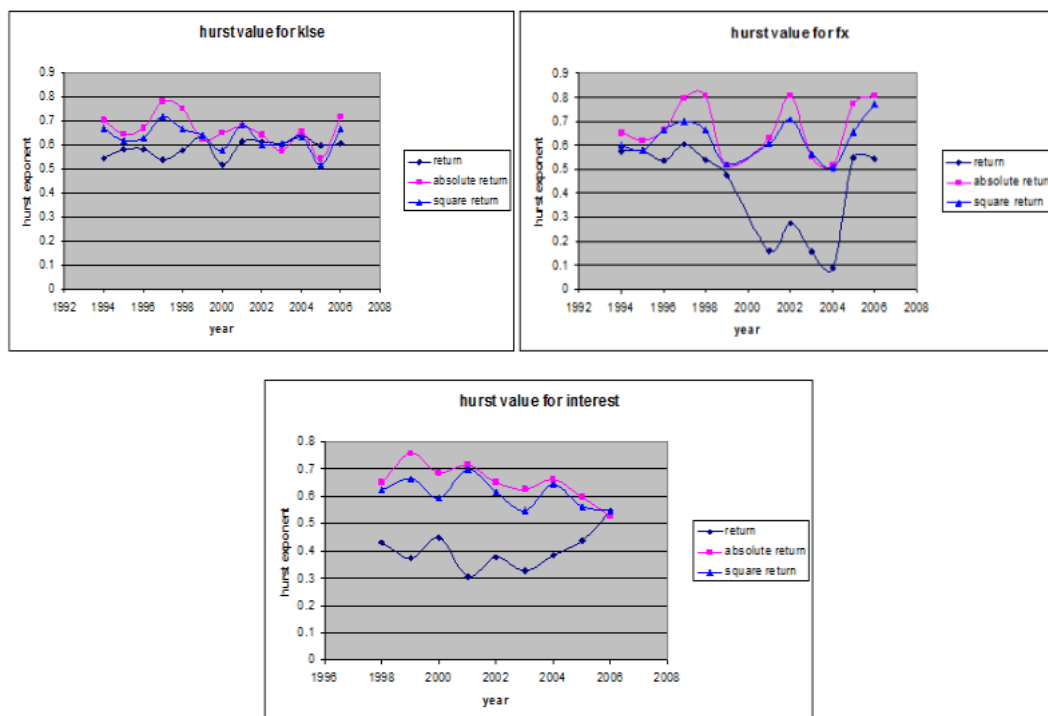 hurst value for klse
0.9
0.8
0.7
0.6
0.5
0.4
0.3
0.2
0.1
0
hurst exponent
1992 1994 1996 1998 2000 2002 2004 2006 2008
year
return
absolute return
square return
hurst value for fx
0.9
0.8
0.7
0.6
0.5
0.4
0.3
0.2
0.1
0
hurst exponent
1992 1994 1996 1998 2000 2002 2004 2006 2008
year
return
absolute return
square return
hurst value for interest
0.8
0.7
0.6
0.5
0.4
0.3
0.2
0.1
0
hurst exponent
1996 1998 2000 2002 2004 2006 2008
year
return
absolute return
square return